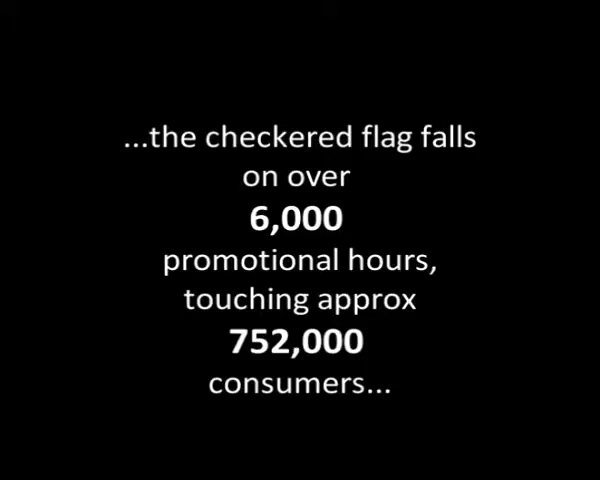 ...the checkered flag falls
on over
6,000
promotional hours,
touching approx
752,000
consumers...